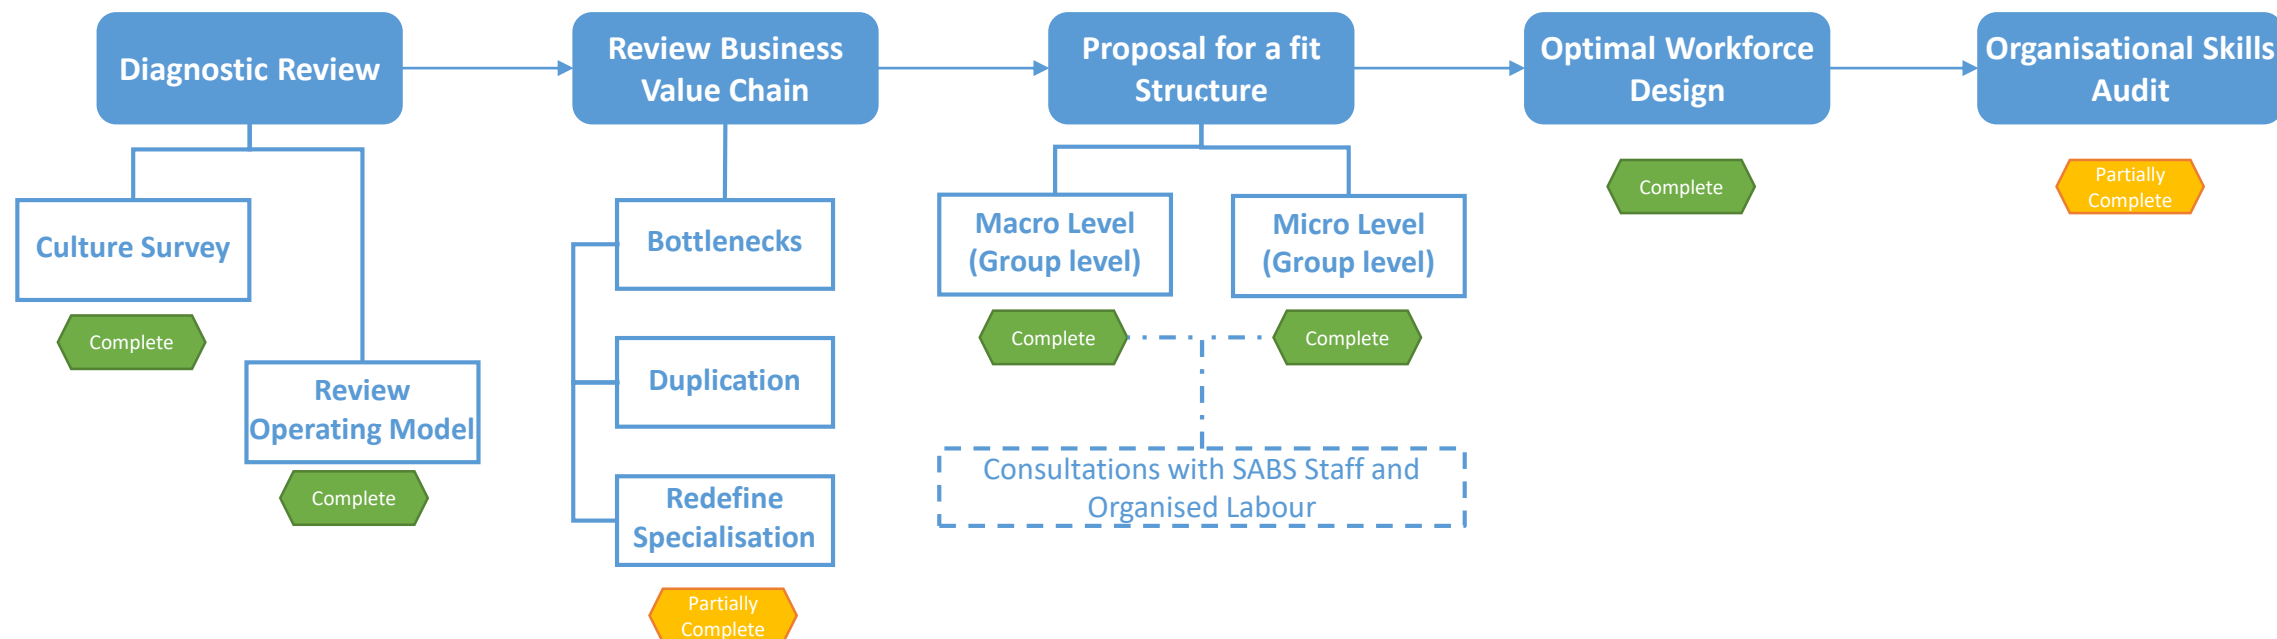 Diagnostic Review
Review Business
Value Chain
Proposal for a fit
Structure
Optimal Workforce
Design
Organisational Skills
Audit
Culture Survey
Complete
Review
Operating Model
Complete
Bottlenecks
Duplication
Redefine
Specialisation
Partially
Complete
Macro Level
(Group level)
Complete
Micro Level
(Group level)
Complete
Consultations with SABS Staff and
Organised Labour
Complete
Partially
Complete